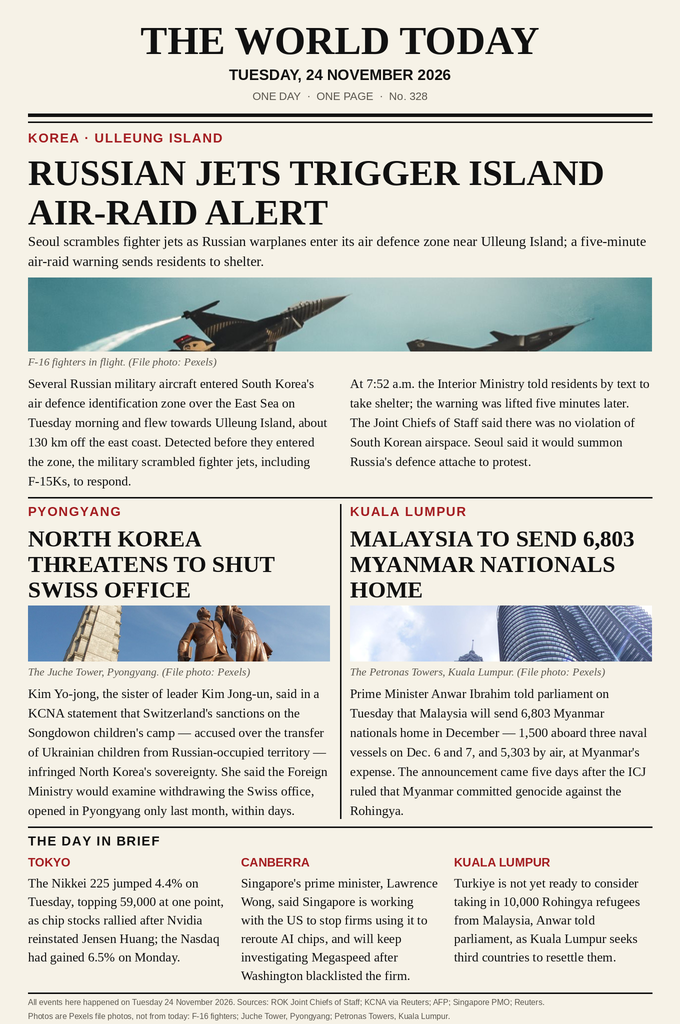 THE WORLD TODAY
TUESDAY, 24 NOVEMBER 2026
ONE DAY · ONE PAGE · No. 328
KOREA · ULLEUNG ISLAND
RUSSIAN JETS TRIGGER ISLAND
AIR-RAID ALERT
Seoul scrambles fighter jets as Russian warplanes enter its air defence zone near Ulleung Island; a five-minute
air-raid warning sends residents to shelter.
F-16 fighters in flight. (File photo: Pexels)
Several Russian military aircraft entered South Korea's
air defence identification zone over the East Sea on
Tuesday morning and flew towards Ulleung Island, about
130 km off the east coast. Detected before they entered
the zone, the military scrambled fighter jets, including
F-15Ks, to respond.
At 7:52 a.m. the Interior Ministry told residents by text to
take shelter; the warning was lifted five minutes later.
The Joint Chiefs of Staff said there was no violation of
South Korean airspace. Seoul said it would summon
Russia's defence attache to protest.
PYONGYANG
NORTH KOREA
THREATENS TO SHUT
SWISS OFFICE
The Juche Tower, Pyongyang. (File photo: Pexels)
Kim Yo-jong, the sister of leader Kim Jong-un, said in a
KCNA statement that Switzerland's sanctions on the
Songdowon children's camp — accused over the transfer
of Ukrainian children from Russian-occupied territory —
infringed North Korea's sovereignty. She said the Foreign
Ministry would examine withdrawing the Swiss office,
opened in Pyongyang only last month, within days.
KUALA LUMPUR
MALAYSIA TO SEND 6,803
MYANMAR NATIONALS
HOME
The Petronas Towers, Kuala Lumpur. (File photo: Pexels)
Prime Minister Anwar Ibrahim told parliament on
Tuesday that Malaysia will send 6,803 Myanmar
nationals home in December — 1,500 aboard three naval
vessels on Dec. 6 and 7, and 5,303 by air, at Myanmar's
expense. The announcement came five days after the ICJ
ruled that Myanmar committed genocide against the
Rohingya.
THE DAY IN BRIEF
TOKYO
The Nikkei 225 jumped 4.4% on
Tuesday, topping 59,000 at one point,
as chip stocks rallied after Nvidia
reinstated Jensen Huang; the Nasdaq
had gained 6.5% on Monday.
CANBERRA
Singapore's prime minister, Lawrence
Wong, said Singapore is working
with the US to stop firms using it to
reroute AI chips, and will keep
investigating Megaspeed after
Washington blacklisted the firm.
KUALA LUMPUR
Turkiye is not yet ready to consider
taking in 10,000 Rohingya refugees
from Malaysia, Anwar told
parliament, as Kuala Lumpur seeks
third countries to resettle them.
All events here happened on Tuesday 24 November 2026. Sources: ROK Joint Chiefs of Staff; KCNA via Reuters; AFP; Singapore PMO; Reuters.
Photos are Pexels file photos, not from today: F-16 fighters; Juche Tower, Pyongyang; Petronas Towers, Kuala Lumpur.